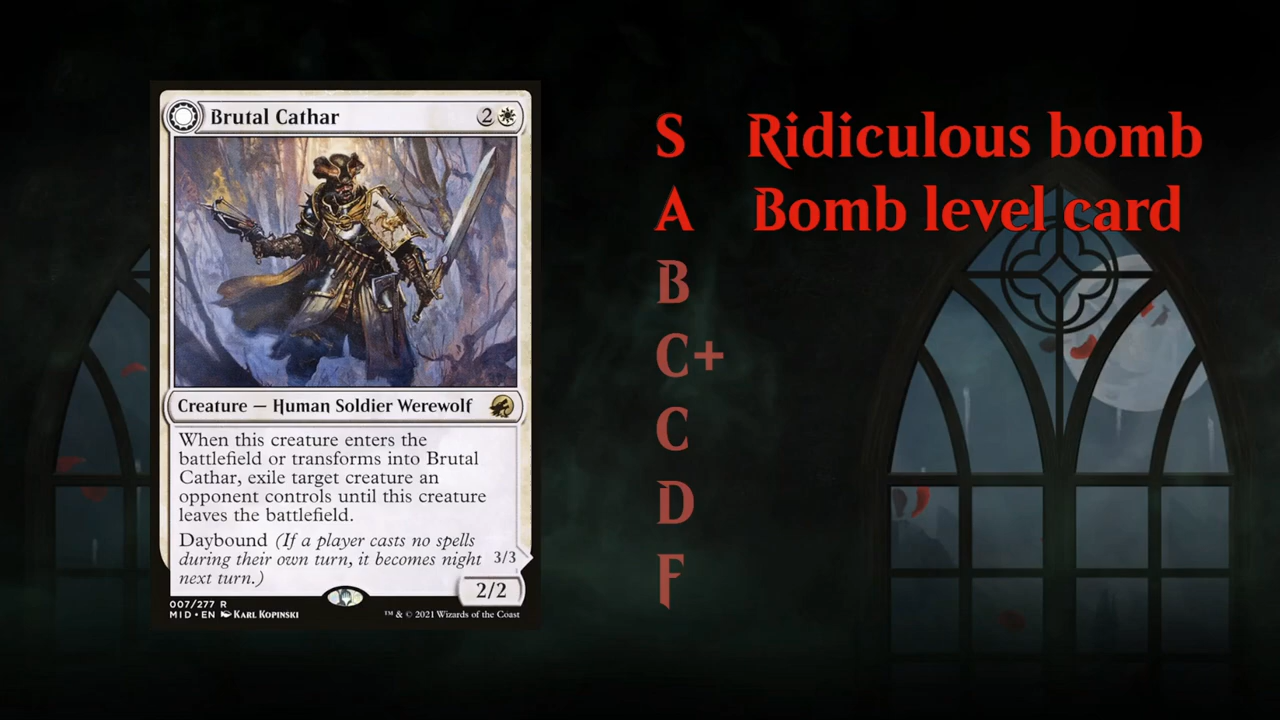 Brutal Cathar 2
Creature — Human Soldier Werewolf
When this creature enters the
battlefield or transforms into Brutal
Cathar, exile target creature an
opponent controls until this creature
leaves the battlefield.
Daybound (If a player casts no spells
during their own turn, it becomes night
next turn.)
3/3
2/2
007/277 R
MID • EN Karl Kopinski
™ & © 2021 Wizards of the Coast
S Ridiculous bomb
A Bomb level card
B
C+
C
D
F